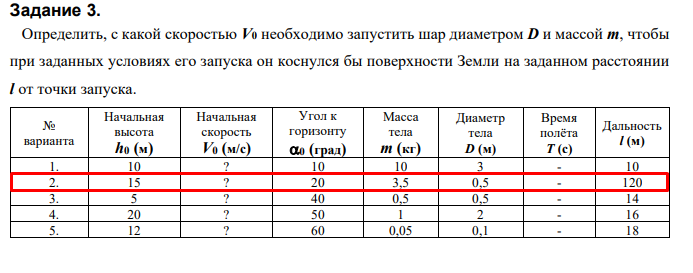 Задание 3.
Определить, с какой скоростью V0 необходимо запустить шар диаметром D и массой m, чтобы
при заданных условиях его запуска он коснулся бы поверхности Земли на заданном расстоянии
l от точки запуска.
№ варианта | Начальная высота h0 (м) | Начальная скорость V0 (м/с) | Угол к горизонту α0 (град) | Масса тела m (кг) | Диаметр тела D (м) | Время полёта T (с) | Дальность l (м)
1. | 10 | ? | 10 | 10 | 3 | - | 10
2. | 15 | ? | 20 | 3,5 | 0,5 | - | 120
3. | 5 | ? | 40 | 0,5 | 0,5 | - | 14
4. | 20 | ? | 50 | 1 | 2 | - | 16
5. | 12 | ? | 60 | 0,05 | 0,1 | - | 18